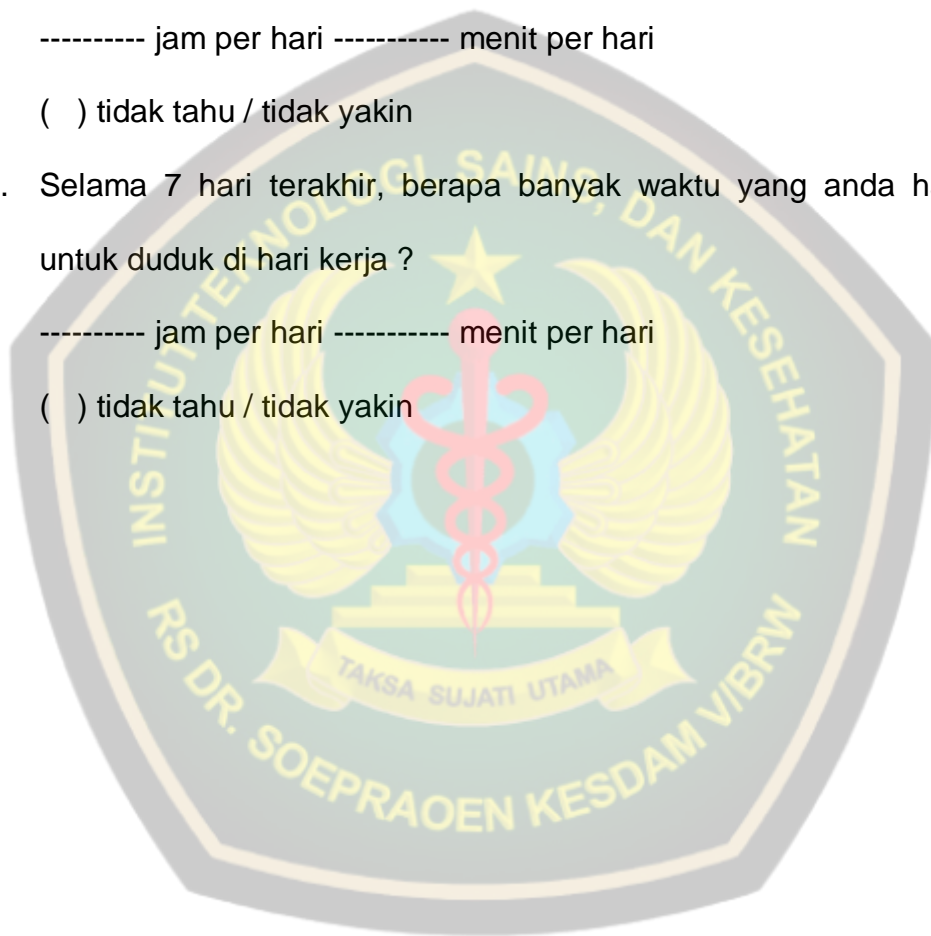 ---------- jam per hari ----------- menit per hari
( ) tidak tahu / tidak yakin
. Selama 7 hari terakhir, berapa banyak waktu yang anda h
untuk duduk di hari kerja ?
---------- jam per hari ----------- menit per hari
( ) tidak tahu / tidak yakin
INSTITUT TEKNOLOGI, SAINS, DAN KESEHATAN
TAKSA SUJATI UTAMA
RS DR. SOEPRAOEN KESDAM V/BRW